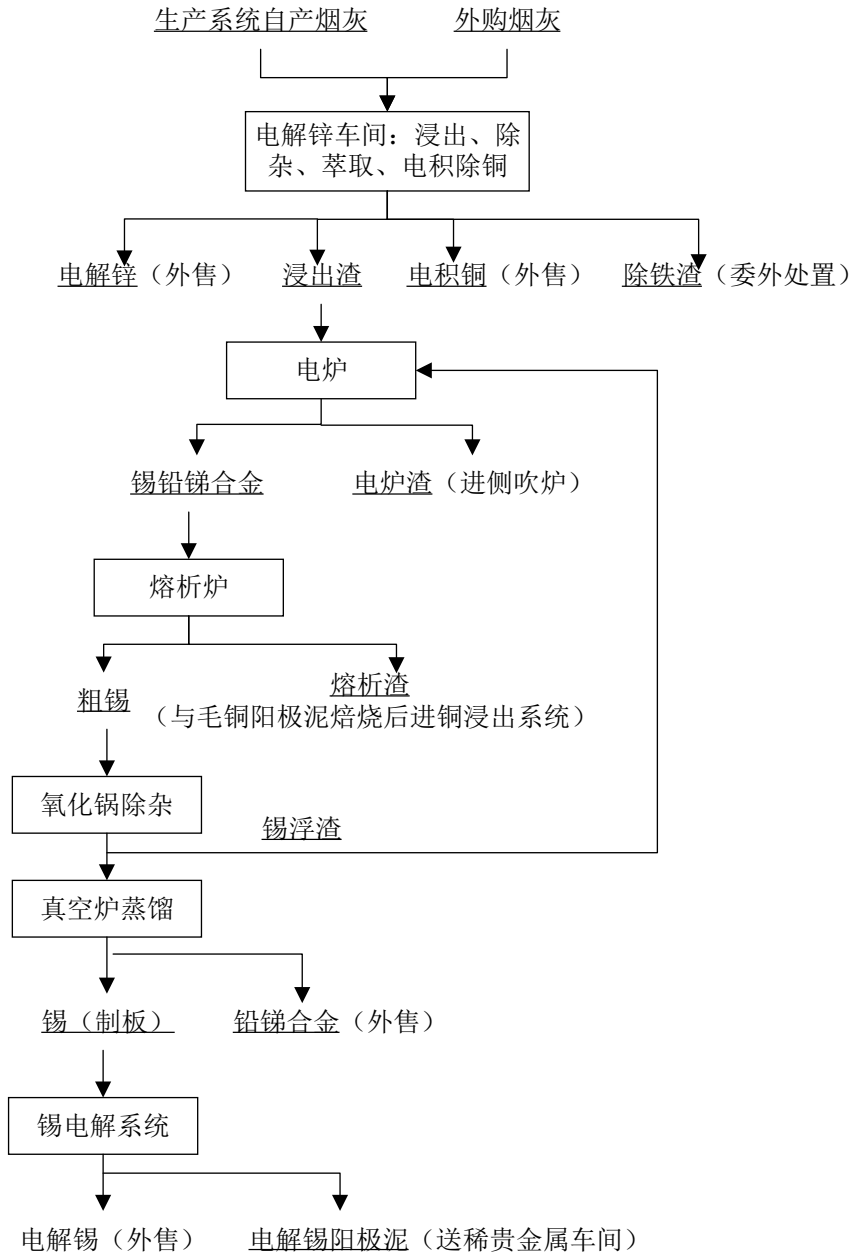 生产系统自产烟灰 外购烟灰
电解锌车间：浸出、除
杂、萃取、电积除铜
电解锌（外售） 浸出渣 电积铜（外售） 除铁渣（委外处置）
电炉
锡铅锑合金 电炉渣（进侧吹炉）
熔析炉
粗锡
熔析渣
（与毛铜阳极泥焙烧后进铜浸出系统）
氧化锅除杂
锡浮渣
真空炉蒸馏
锡（制板） 铅锑合金（外售）
锡电解系统
电解锡（外售） 电解锡阳极泥（送稀贵金属车间）